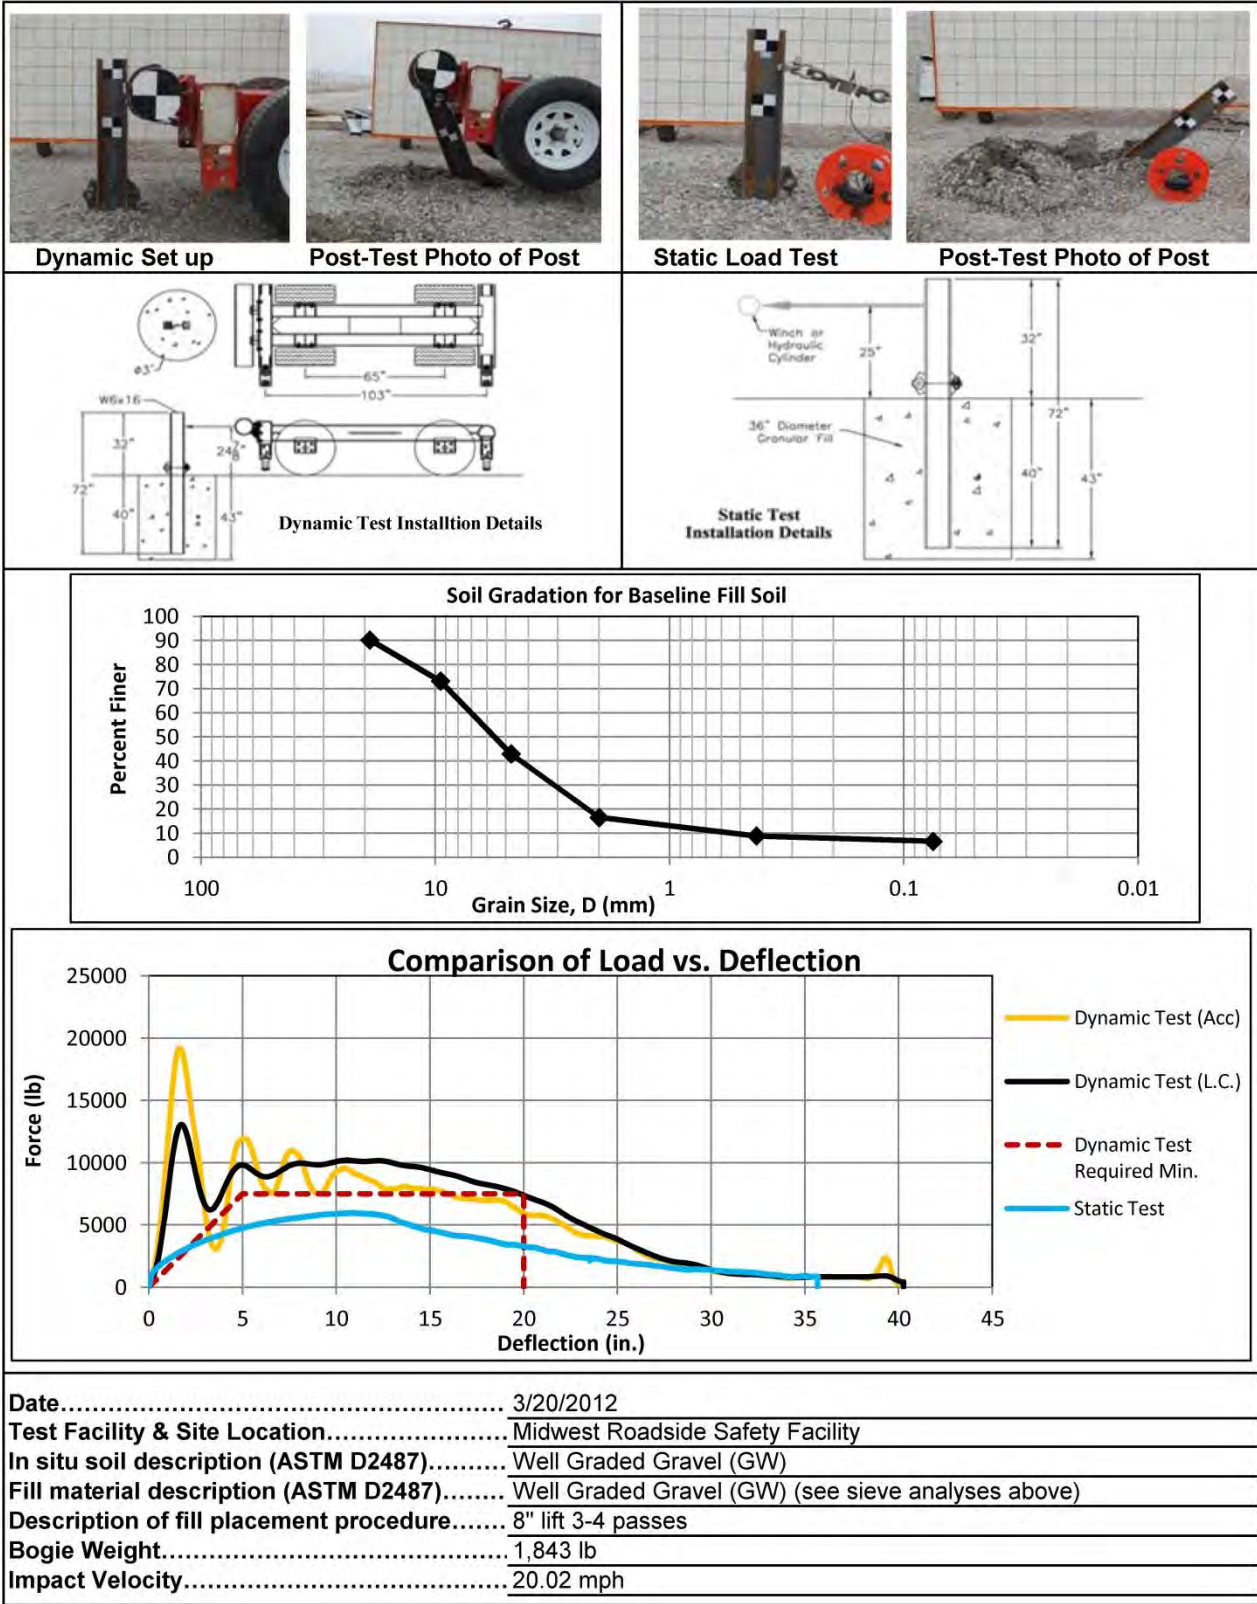 Dynamic Set up
Post-Test Photo of Post
Static Load Test
Post-Test Photo of Post
ø3"
65"
103"
W6x16
32"
24 7/8"
72"
40"
43"
Dynamic Test Installtion Details
Winch or
Hydraulic
Cylinder
25"
32"
36" Diameter
Granular Fill
72"
40"
43"
Static Test
Installation Details
Soil Gradation for Baseline Fill Soil
Percent Finer
100
90
80
70
60
50
40
30
20
10
0
100
10
1
0.1
0.01
Grain Size, D (mm)
Comparison of Load vs. Deflection
Force (lb)
25000
20000
15000
10000
5000
0
0 5 10 15 20 25 30 35 40 45
Deflection (in.)
Dynamic Test (Acc)
Dynamic Test (L.C.)
Dynamic Test
Required Min.
Static Test
Date................................................ 3/20/2012
Test Facility & Site Location...................... Midwest Roadside Safety Facility
In situ soil description (ASTM D2487).......... Well Graded Gravel (GW)
Fill material description (ASTM D2487)........ Well Graded Gravel (GW) (see sieve analyses above)
Description of fill placement procedure....... 8" lift 3-4 passes
Bogie Weight...................................... 1,843 lb
Impact Velocity................................... 20.02 mph